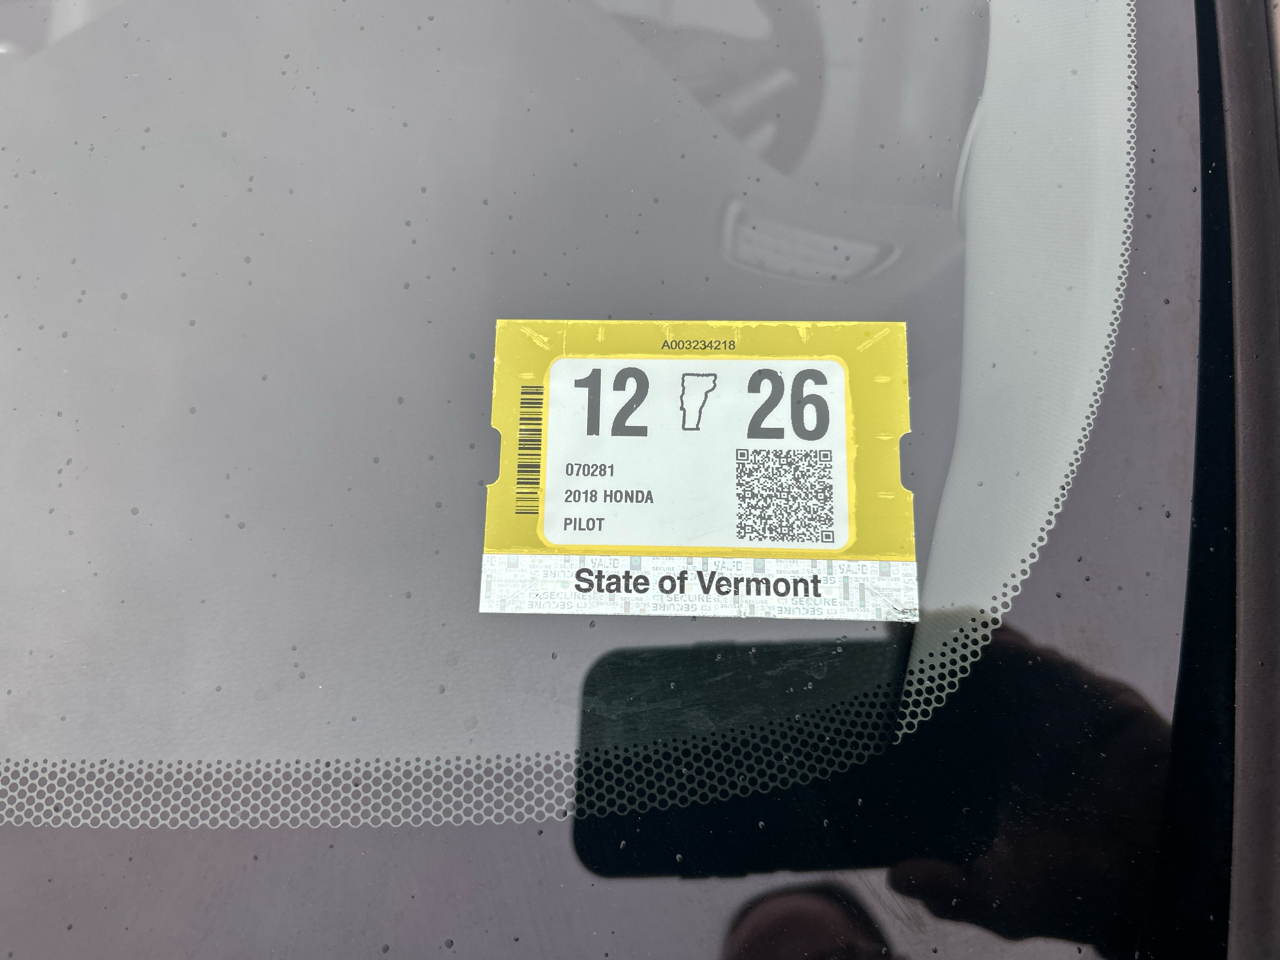 A003234218
12 26
070281
2018 HONDA
PILOT
State of Vermont